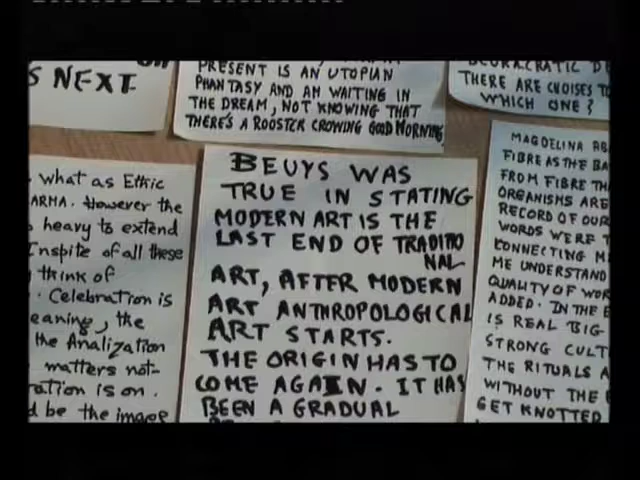 S NEXT
PRESENT IS AN UTOPIAN
PHANTASY AND AM WAITING IN
THE DREAM, NOT KNOWING THAT
THERE'S A ROOSTER CROWING GOOD MORNING
THERE ARE CHOISES TO
WHICH ONE?
what as Ethic
ARMA. However the
heavy to extend
Inspite of all these
think of
. Celebration is
eaning, the
the Analization
matters not-
ation is on.
d be the image
BEUYS WAS
TRUE IN STATING
MODERN ART IS THE
LAST END OF TRADITIO
NAL
ART, AFTER MODERN
ART ANTHROPOLOGICAL
ART STARTS.
THE ORIGIN HAS TO
COME AGAIN. IT HAS
BEEN A GRADUAL
MAGDELINA AB
FIBRE AS THE BA
FROM FIBRE TH
ORGANISMS ARE
RECORD OF OUR
WORDS WERE T
CONNECTING M
ME UNDERSTAND
QUALITY OF WOR
ADDED. IN THE E
IS REAL BIG
STRONG CULT
THE RITUALS A
WITHOUT THE
GET KNOTTED